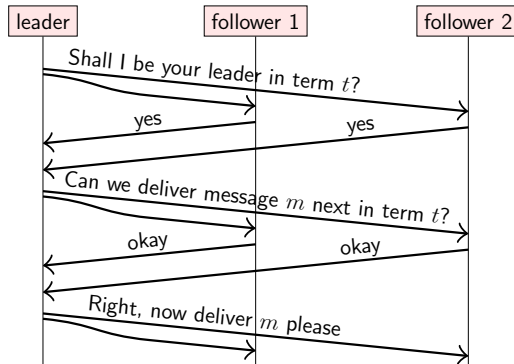 leader
follower 1
follower 2
Shall I be your leader in term t?
yes
yes
Can we deliver message m next in term t?
okay
okay
Right, now deliver m please